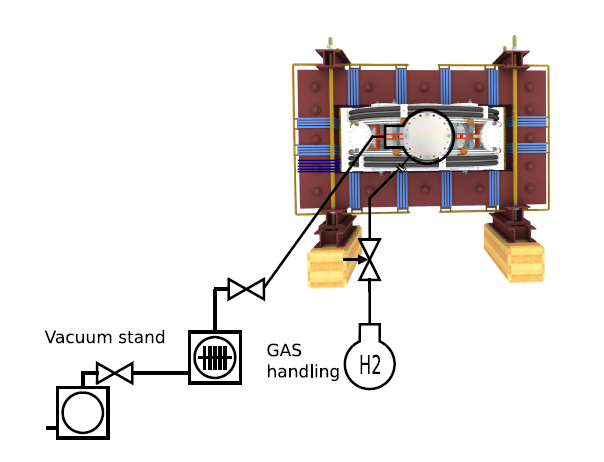 Vacuum stand
GAS
handling
H2